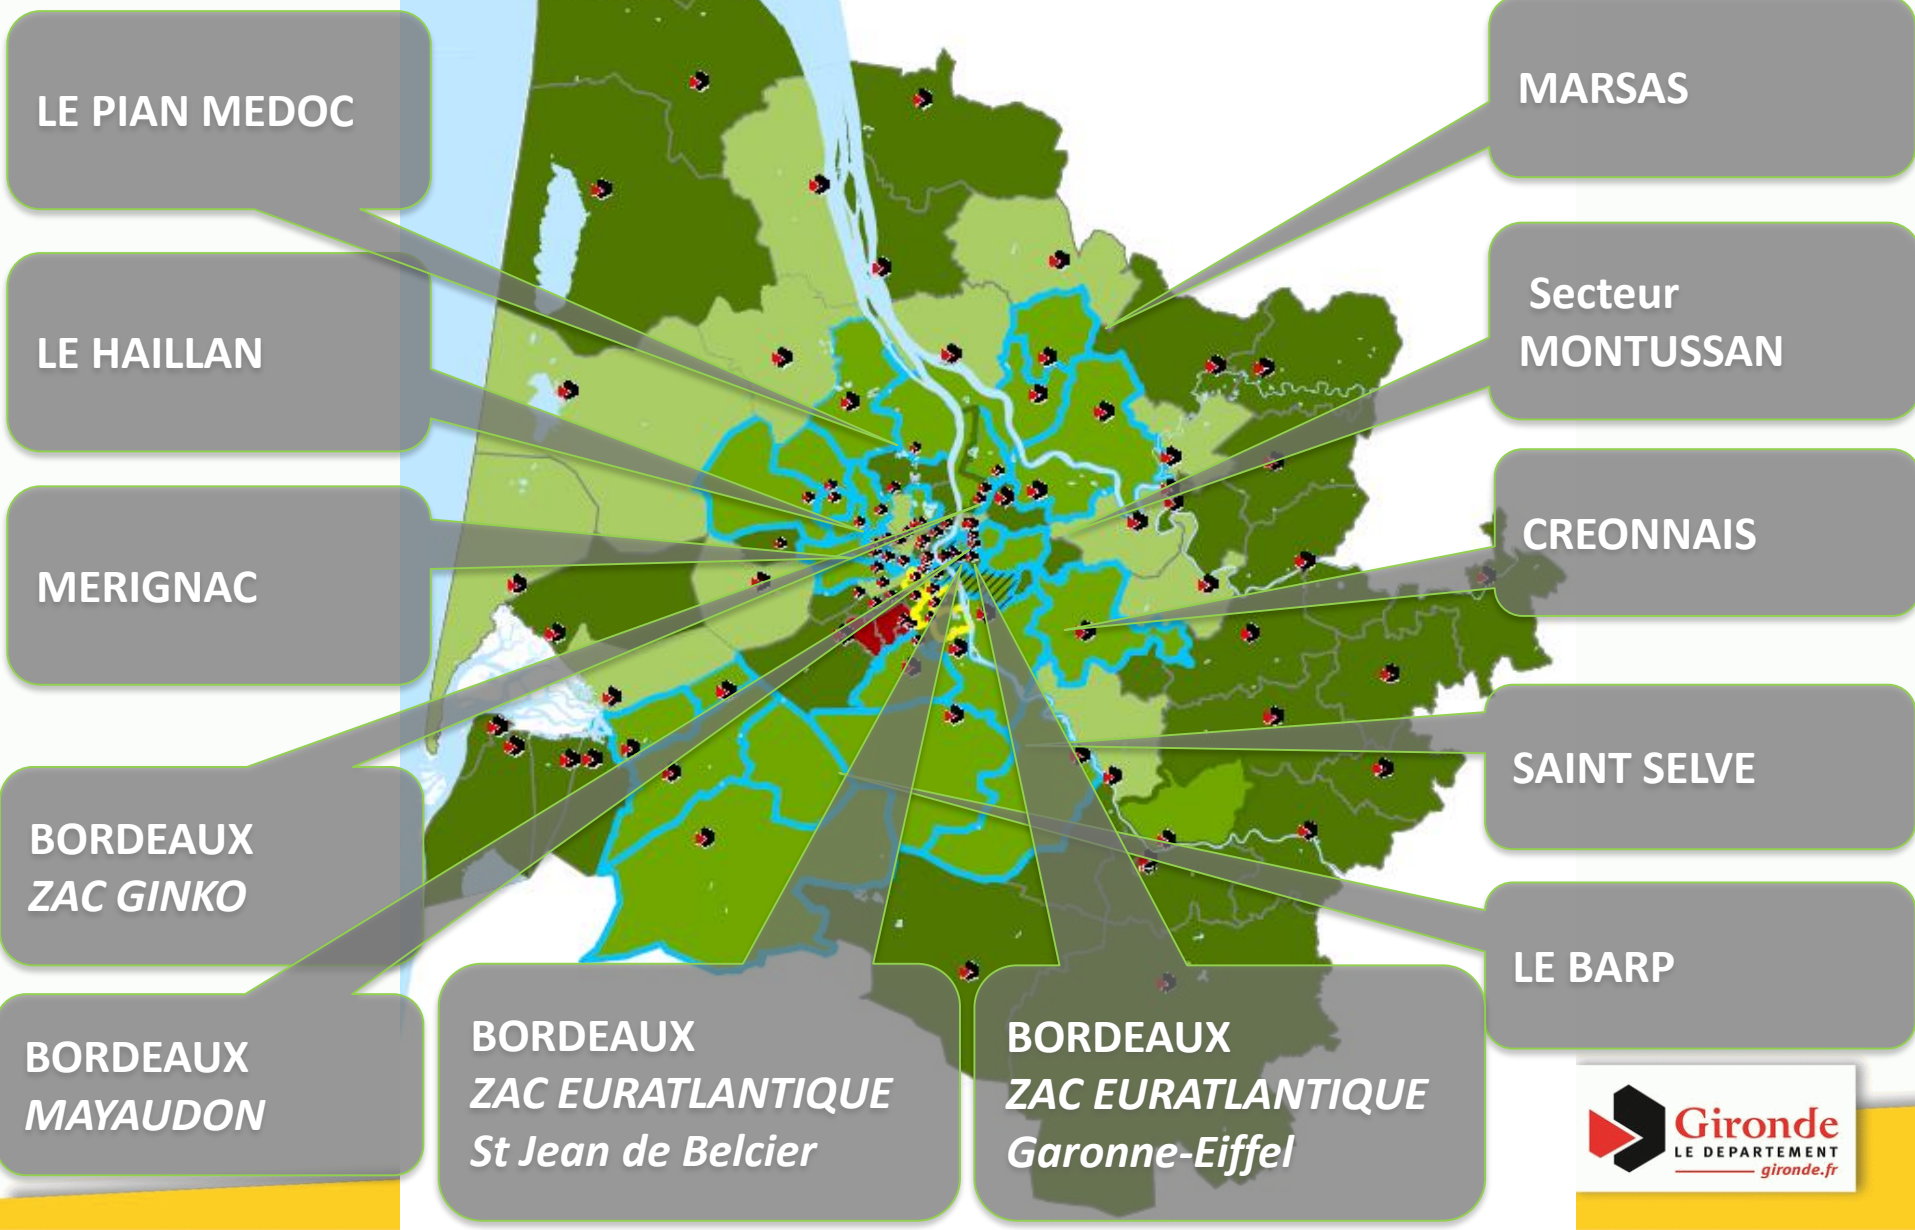 LE PIAN MEDOC
LE HAILLAN
MERIGNAC
BORDEAUX
ZAC GINKO
BORDEAUX
MAYAUDON
BORDEAUX
ZAC EURATLANTIQUE
St Jean de Belcier
BORDEAUX
ZAC EURATLANTIQUE
Garonne-Eiffel
MARSAS
Secteur
MONTUSSAN
CREONNAIS
SAINT SELVE
LE BARP
Gironde
LE DEPARTEMENT
gironde.fr